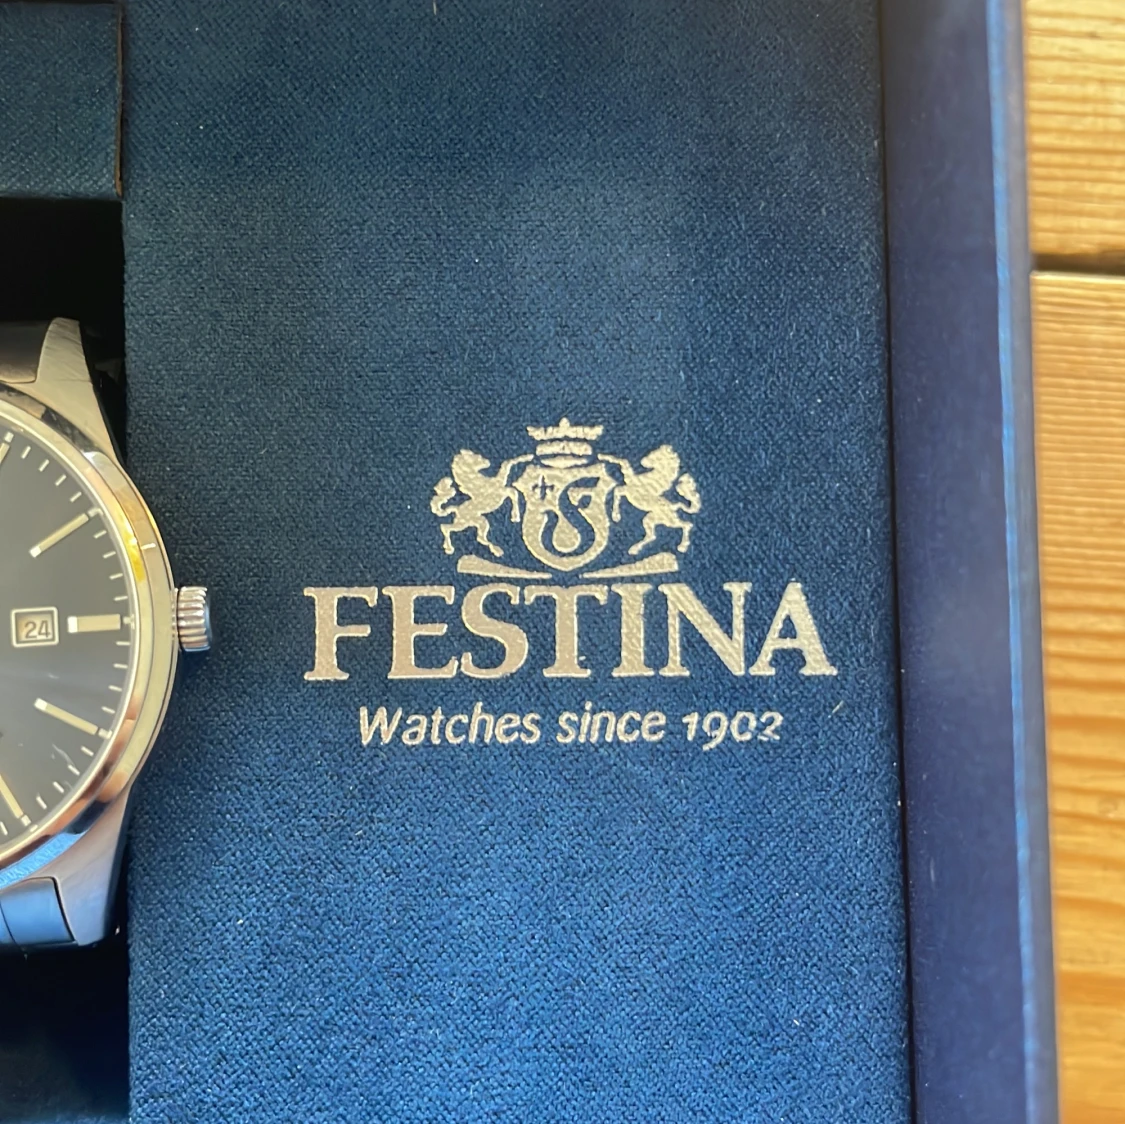 24
FESTINA
Watches since 1902